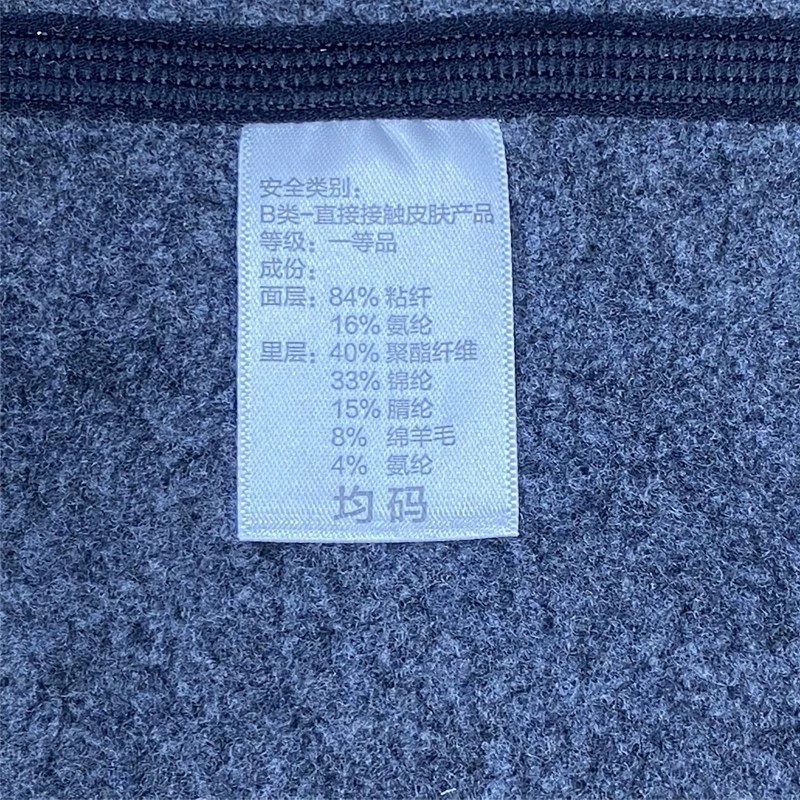 安全类别：
B类-直接接触皮肤产品
等级：一等品
成份：
面层：84% 粘纤
16% 氨纶
里层：40% 聚酯纤维
33% 锦纶
15% 腈纶
8% 绵羊毛
4% 氨纶
均码